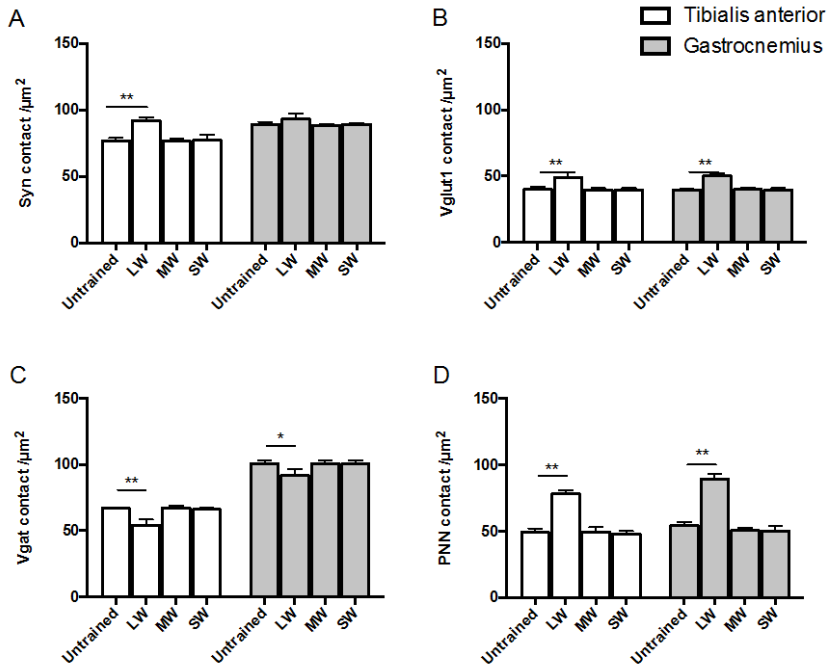 A
B
Tibialis anterior
Gastrocnemius
Syn contact /µm²
150
100
50
0
**
Untrained
LW
MW
SW
Untrained
LW
MW
SW
Vglut1 contact /µm²
150
100
50
0
**
**
Untrained
LW
MW
SW
Untrained
LW
MW
SW
C
D
Vgat contact /µm²
150
100
50
0
**
*
Untrained
LW
MW
SW
Untrained
LW
MW
SW
PNN contact /µm²
150
100
50
0
**
**
Untrained
LW
MW
SW
Untrained
LW
MW
SW